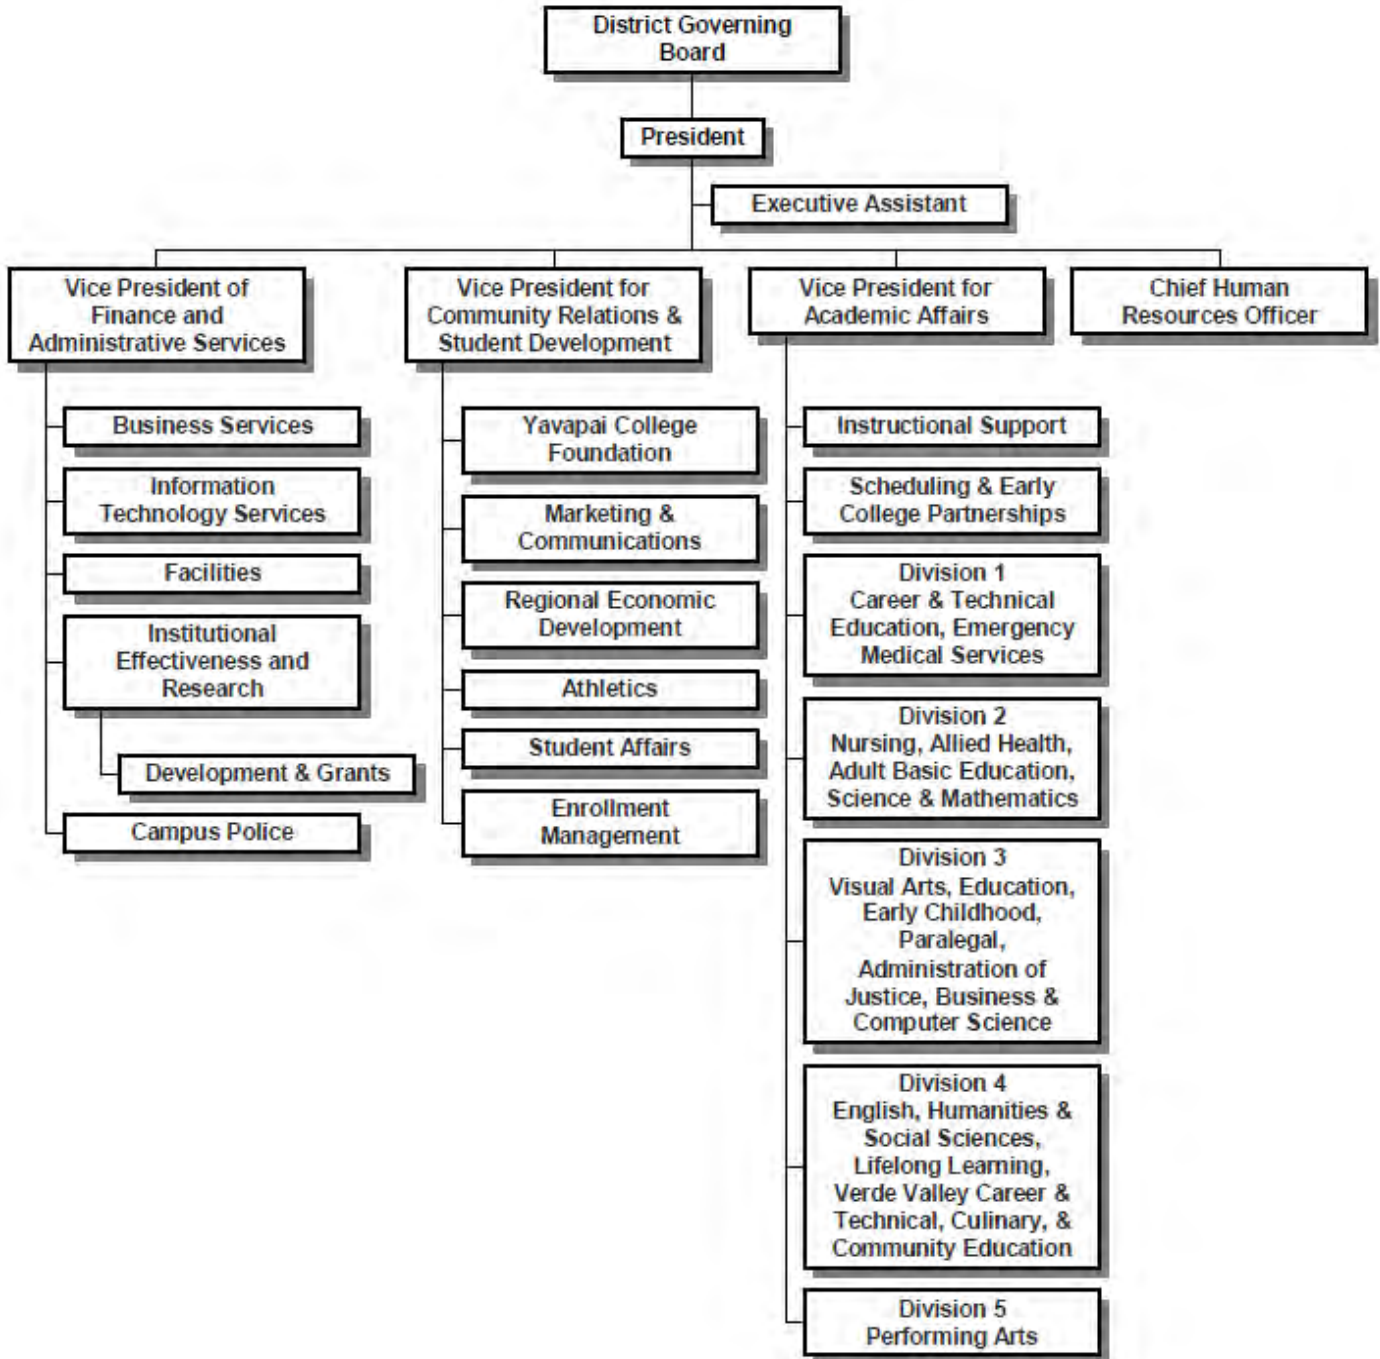 District Governing
Board
President
Executive Assistant
Vice President of
Finance and
Administrative Services
Business Services
Information
Technology Services
Facilities
Institutional
Effectiveness and
Research
Development & Grants
Campus Police
Vice President for
Community Relations &
Student Development
Yavapai College
Foundation
Marketing &
Communications
Regional Economic
Development
Athletics
Student Affairs
Enrollment
Management
Vice President for
Academic Affairs
Instructional Support
Scheduling & Early
College Partnerships
Division 1
Career & Technical
Education, Emergency
Medical Services
Division 2
Nursing, Allied Health,
Adult Basic Education,
Science & Mathematics
Division 3
Visual Arts, Education,
Early Childhood,
Paralegal,
Administration of
Justice, Business &
Computer Science
Division 4
English, Humanities &
Social Sciences,
Lifelong Learning,
Verde Valley Career &
Technical, Culinary, &
Community Education
Division 5
Performing Arts
Chief Human
Resources Officer